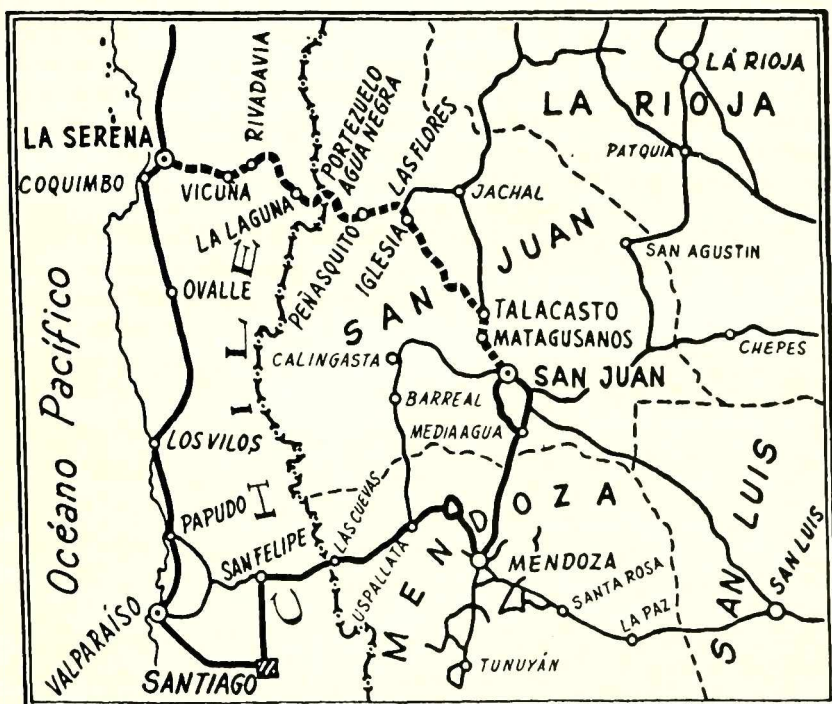 LA RIOJA
LA RIOJA
RIVADAVIA
PORTEZUELO
AGUA NEGRA
LAS FLORES
LA SERENA
PATQUIA
COQUIMBO
VICUÑA
LA LAGUNA
JACHAL
PEÑASQUITO
IGLESIA
SAN JUAN
SAN AGUSTIN
Océano Pacífico
OVALLE
CHILE
TALACASTO
MATAGUSANOS
CALINGASTA
CHEPES
SAN JUAN
BARREAL
MEDIA AGUA
LOS VILOS
SAN LUIS
MENDOZA
PAPUDO
LAS CUEVAS
SAN FELIPE
USPALLATA
MENDOZA
SANTA ROSA
SAN LUIS
VALPARAÍSO
LA PAZ
SANTIAGO
TUNUYÁN